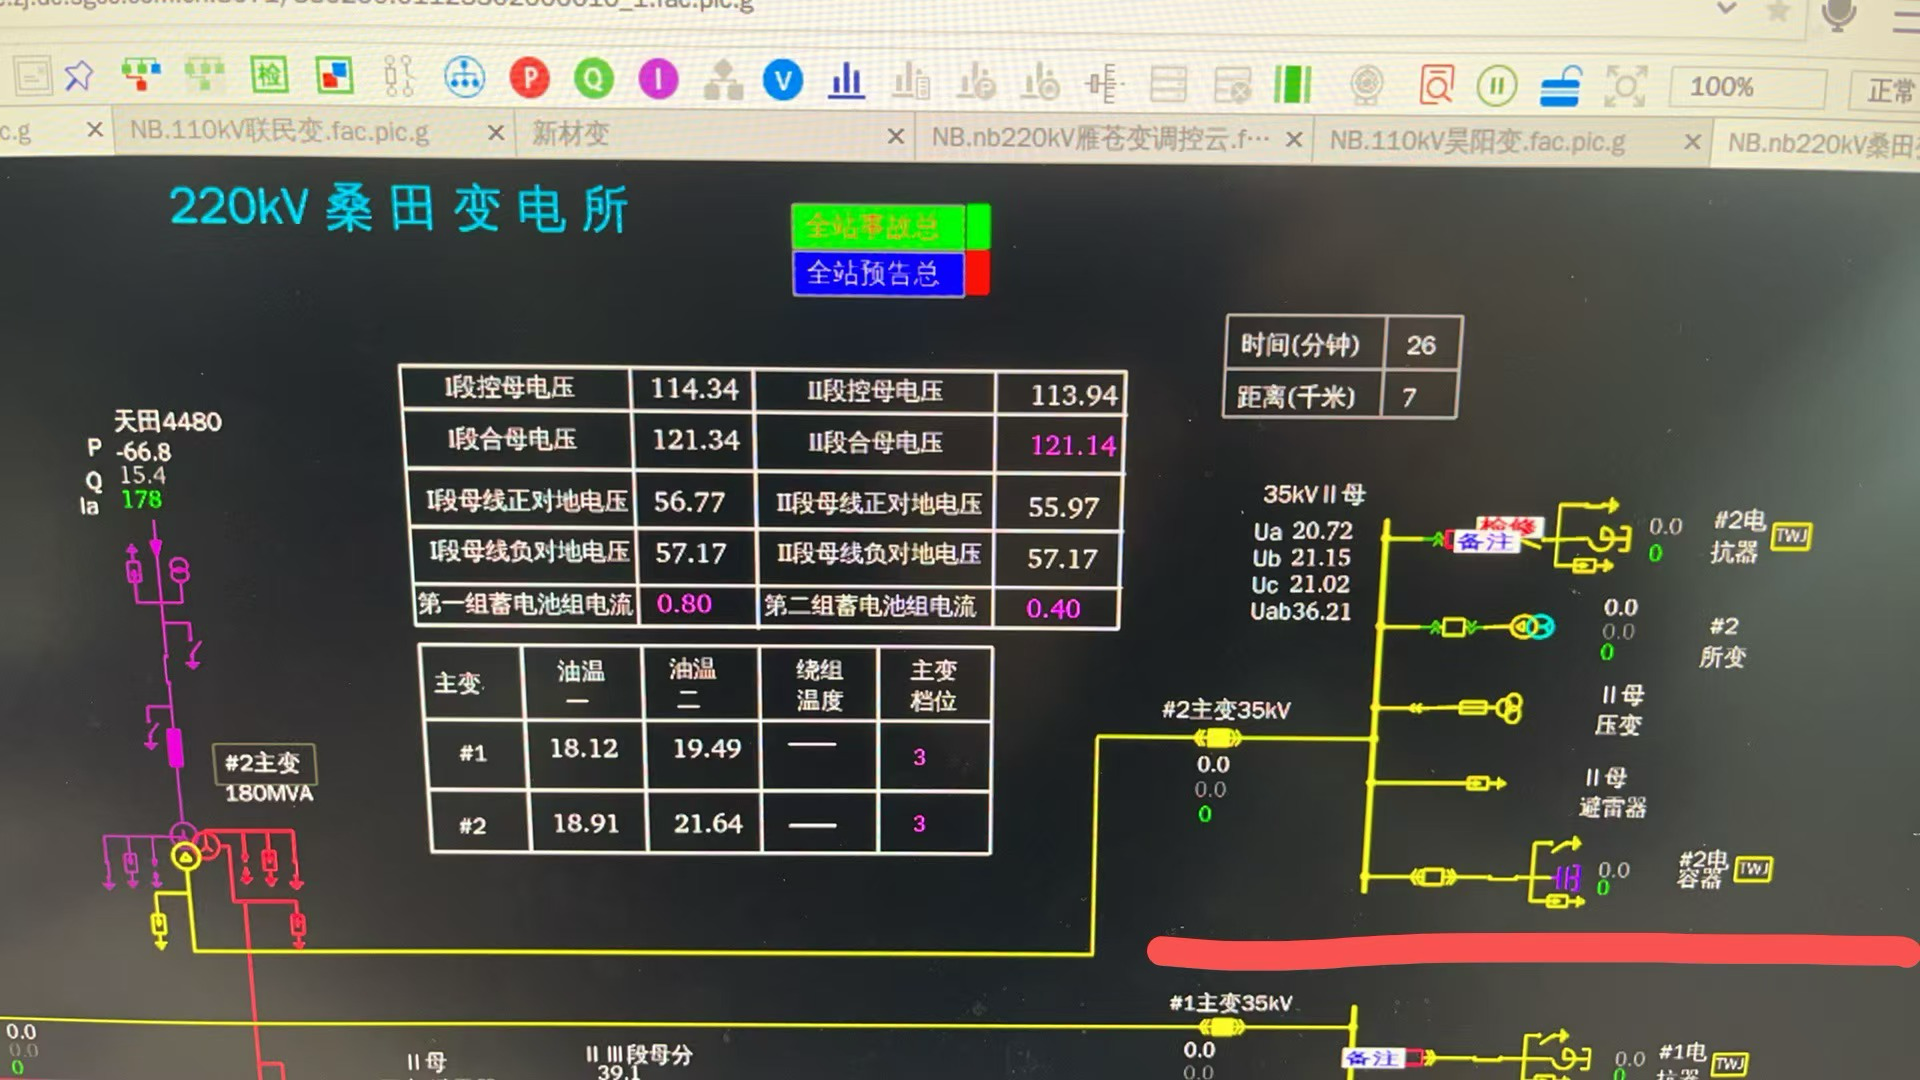 P
Q
I
V
检
100%
正常
c.g
NB.110kV联民变.fac.pic.g
新材变
NB.nb220kV雁苍变调控云.f…
NB.110kV昊阳变.fac.pic.g
NB.nb220kV桑田
220kV 桑田变电所
全站事故总
全站预告总
时间(分钟) 26
距离(千米) 7
I段控母电压 114.34 II段控母电压 113.94
I段合母电压 121.34 II段合母电压 121.14
I段母线正对地电压 56.77 II段母线正对地电压 55.97
I段母线负对地电压 57.17 II段母线负对地电压 57.17
第一组蓄电池组电流 0.80 第二组蓄电池组电流 0.40
主变 油温一 油温二 绕组温度 主变档位
#1 18.12 19.49 — 3
#2 18.91 21.64 — 3
天田4480
P -66.8
Q 15.4
Ia 178
#2主变
180MVA
35kV II 母
Ua 20.72
Ub 21.15
Uc 21.02
Uab36.21
检修
备注
0.0
0
#2电
抗器
TWJ
0.0
0.0
0
#2
所变
II 母
压变
#2主变35kV
0.0
0.0
0
II 母
避雷器
0.0
0
#2电
容器
TWJ
#1主变35kV
0.0
0.0
备注
0.0
0
#1电
抗器
TWJ
0.0
0.0
0
II 母
II III段母分
39.1